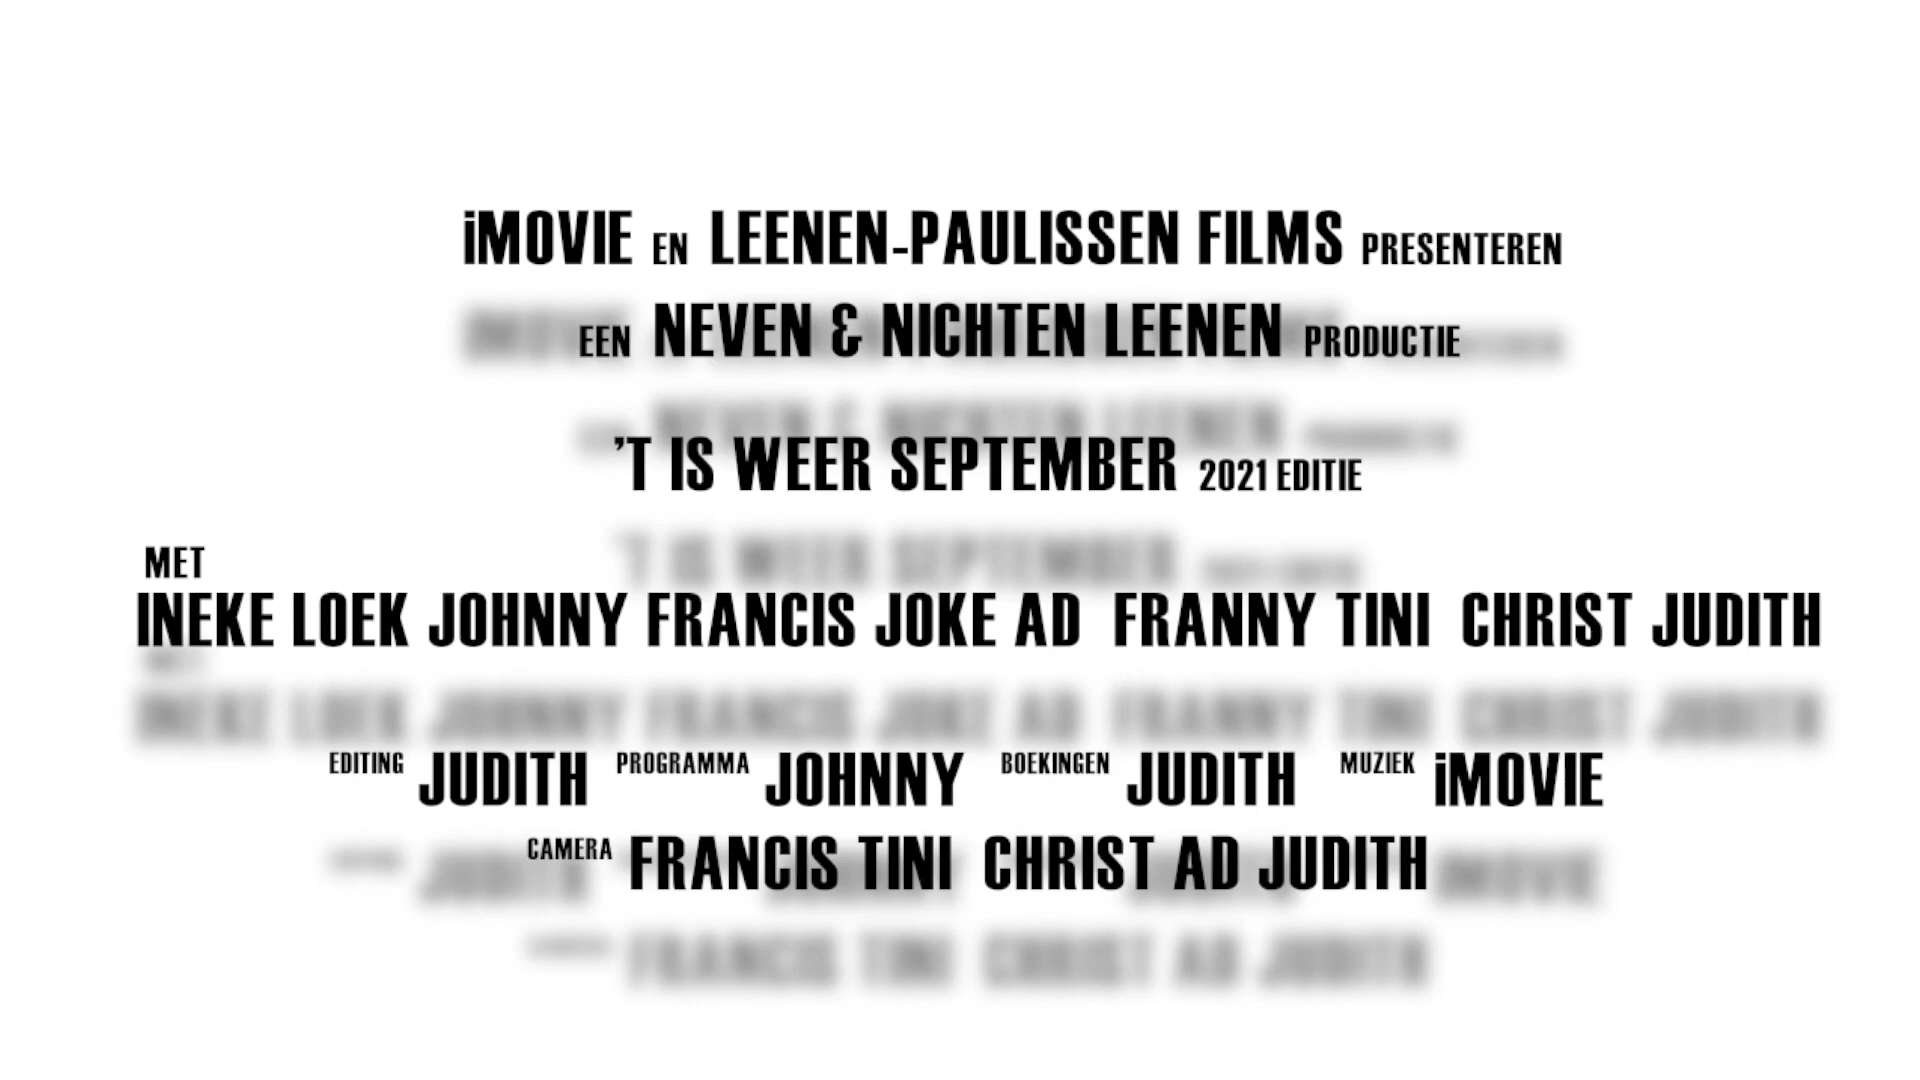 iMOVIE EN LEENEN-PAULISSEN FILMS PRESENTEREN
EEN NEVEN & NICHTEN LEENEN PRODUCTIE
'T IS WEER SEPTEMBER 2021 EDITIE
MET
INEKE LOEK JOHNNY FRANCIS JOKE AD FRANNY TINI CHRIST JUDITH
EDITING JUDITH PROGRAMMA JOHNNY BOEKINGEN JUDITH MUZIEK iMOVIE
CAMERA FRANCIS TINI CHRIST AD JUDITH